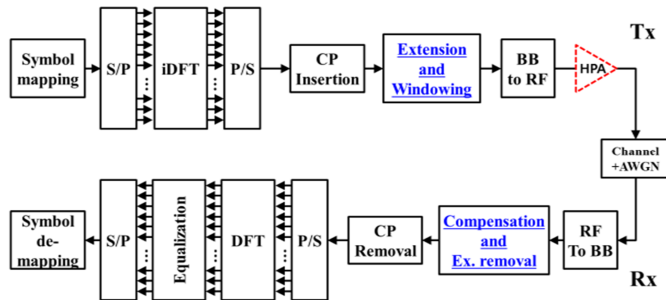 Symbol
mapping
S/P
iDFT
P/S
CP
Insertion
Extension
and
Windowing
BB
to RF
HPA
Tx
Channel
+AWGN
Symbol
de-
mapping
S/P
Equalization
DFT
P/S
CP
Removal
Compensation
and
Ex. removal
RF
To BB
Rx